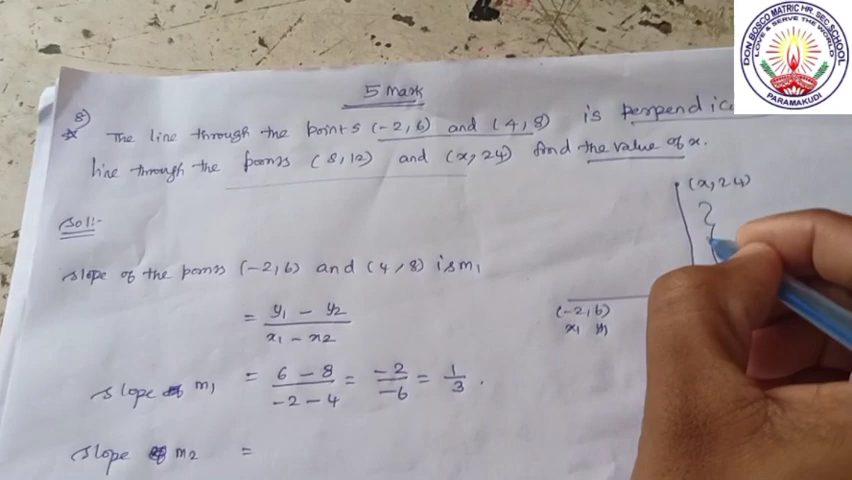 DON BOSCO MATRIC HR. SEC. SCHOOL
LOVE & SERVE THE WORLD
PARAMAKUDI
5 Mark
8)
The line through the points (-2, 6) and (4, 8) is perpendic
line through the points (8, 12) and (x, 24) find the value of x.
Sol:-
(x, 24)
Slope of the points (-2, 6) and (4, 8) is m₁
= y₁ - y₂ / x₁ - x₂
(-2, 6)
x₁ y₁
Slope m₁ = 6 - 8 / -2 - 4 = -2 / -6 = 1/3 .
Slope m₂ =